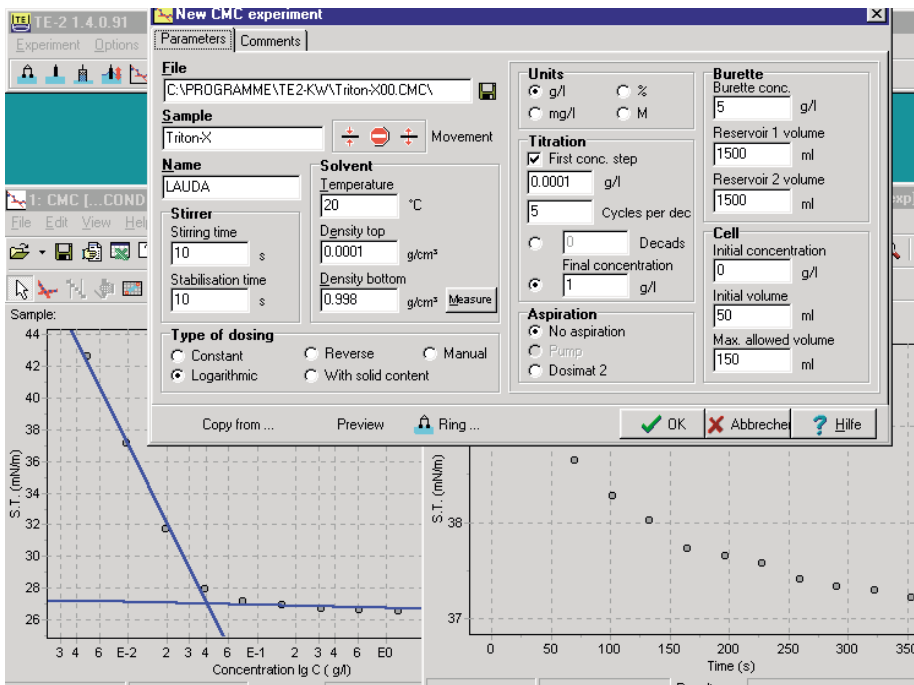 TE-2 1.4.0.91
Experiment Options
New CMC experiment
Parameters Comments
File
C:\PROGRAMME\TE2-KW\Triton-X00.CMC\
Sample
Triton-X
Movement
Name
LAUDA
Stirrer
Stirring time
10 s
Stabilisation time
10 s
Solvent
Temperature
20 °C
Density top
0.0001 g/cm³
Density bottom
0.998 g/cm³ Measure
Type of dosing
Constant Reverse Manual
Logarithmic With solid content
Units
g/l %
mg/l M
Titration
First conc. step
0.0001 g/l
5 Cycles per dec
0 Decads
Final concentration
1 g/l
Aspiration
No aspiration
Pump
Dosimat 2
Burette
Burette conc.
5 g/l
Reservoir 1 volume
1500 ml
Reservoir 2 volume
1500 ml
Cell
Initial concentration
0 g/l
Initial volume
50 ml
Max. allowed volume
150 ml
Copy from ... Preview Ring ... OK Abbrechen Hilfe
1: CMC [...COND
exp]
File Edit View Help
Sample:
44
42
40
38
36
34
32
30
28
26
S.T. (mN/m)
3 4 6 E-2 2 3 4 6 E-1 2 3 4 6 E0
Concentration lg C ( g/l)
S.T. (mN/m)
38
37
0 50 100 150 200 250 300 350
Time (s)